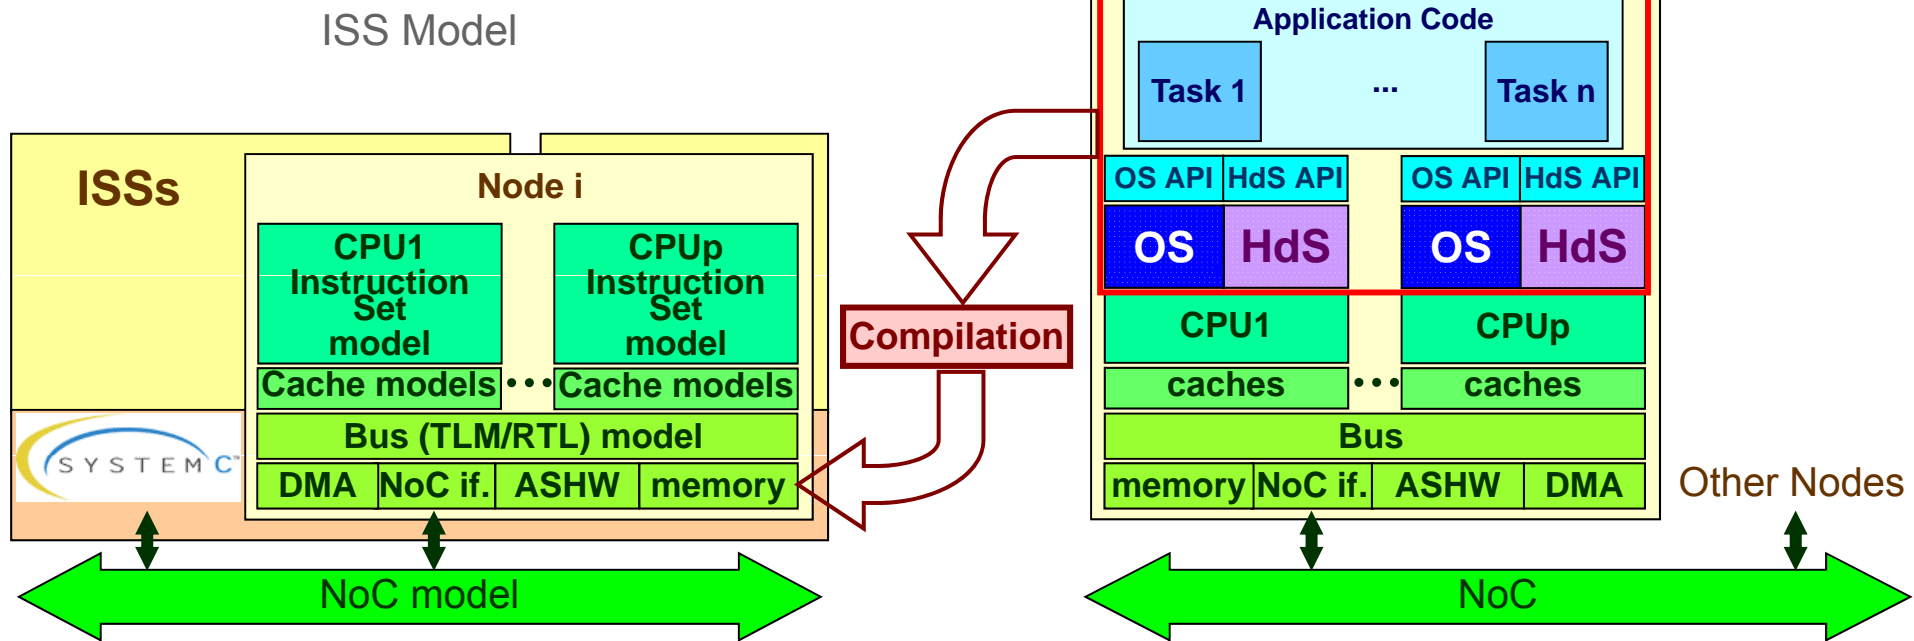 ISS Model
ISSs
Node i
CPU1
Instruction
Set
model
CPUp
Instruction
Set
model
Cache models ... Cache models
Bus (TLM/RTL) model
DMA NoC if. ASHW memory
SYSTEMC™
NoC model
Compilation
Application Code
Task 1 ... Task n
OS API HdS API OS API HdS API
OS HdS OS HdS
CPU1 CPUp
caches ... caches
Bus
memory NoC if. ASHW DMA
Other Nodes
NoC